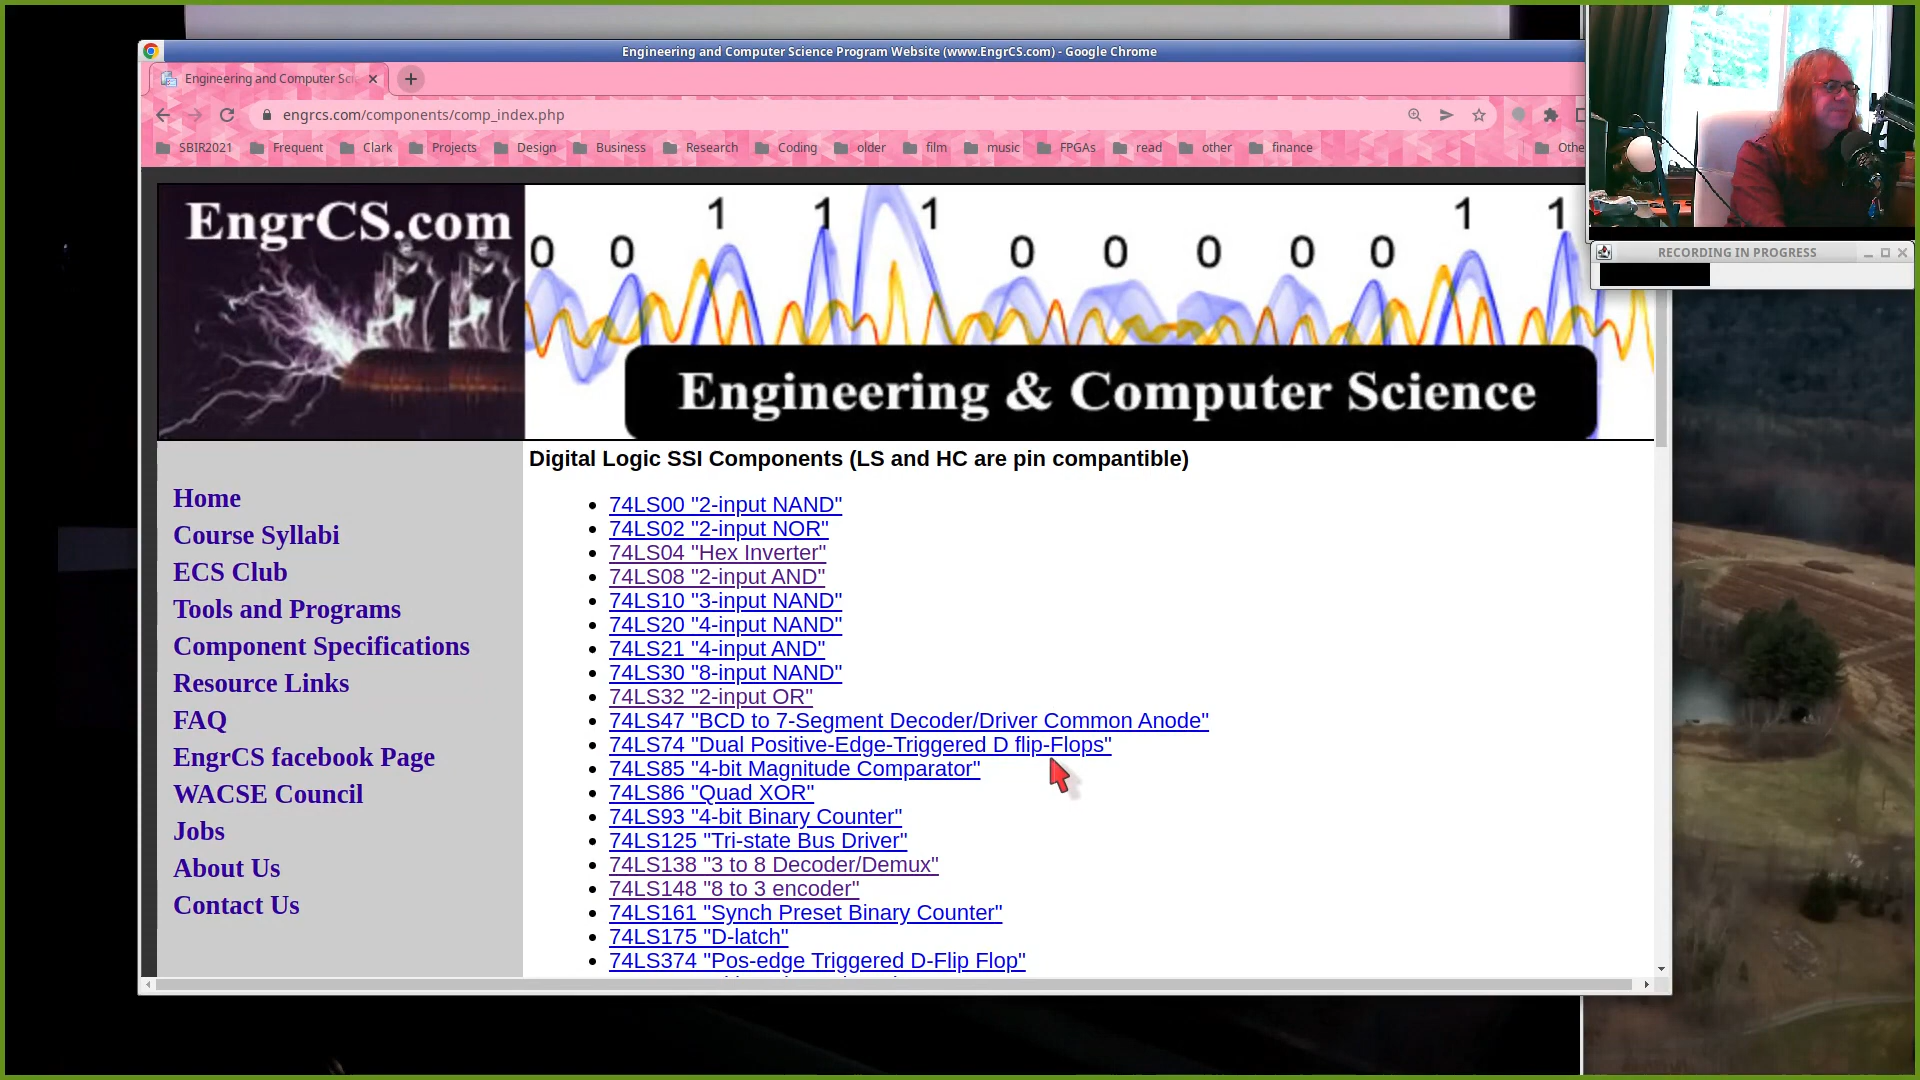 Engineering and Computer Science Program Website (www.EngrCS.com) - Google Chrome
Engineering and Computer Sci
engrcs.com/components/comp_index.php
SBIR2021 Frequent Clark Projects Design Business Research Coding older film music FPGAs read other finance Othe
RECORDING IN PROGRESS
EngrCS.com
0 0 1 1 1 0 0 0 0 0 1 1
Engineering & Computer Science
Digital Logic SSI Components (LS and HC are pin compantible)
Home
Course Syllabi
ECS Club
Tools and Programs
Component Specifications
Resource Links
FAQ
EngrCS facebook Page
WACSE Council
Jobs
About Us
Contact Us
74LS00 "2-input NAND"
74LS02 "2-input NOR"
74LS04 "Hex Inverter"
74LS08 "2-input AND"
74LS10 "3-input NAND"
74LS20 "4-input NAND"
74LS21 "4-input AND"
74LS30 "8-input NAND"
74LS32 "2-input OR"
74LS47 "BCD to 7-Segment Decoder/Driver Common Anode"
74LS74 "Dual Positive-Edge-Triggered D flip-Flops"
74LS85 "4-bit Magnitude Comparator"
74LS86 "Quad XOR"
74LS93 "4-bit Binary Counter"
74LS125 "Tri-state Bus Driver"
74LS138 "3 to 8 Decoder/Demux"
74LS148 "8 to 3 encoder"
74LS161 "Synch Preset Binary Counter"
74LS175 "D-latch"
74LS374 "Pos-edge Triggered D-Flip Flop"